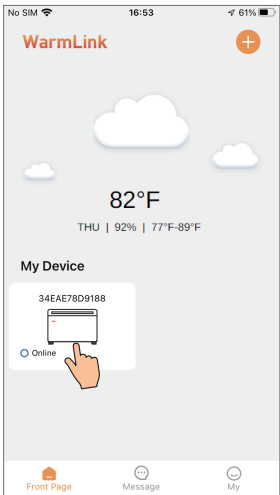 No SIM 16:53 61%
WarmLink
82°F
THU | 92% | 77°F-89°F
My Device
34EAE78D9188
Online
Front Page Message My